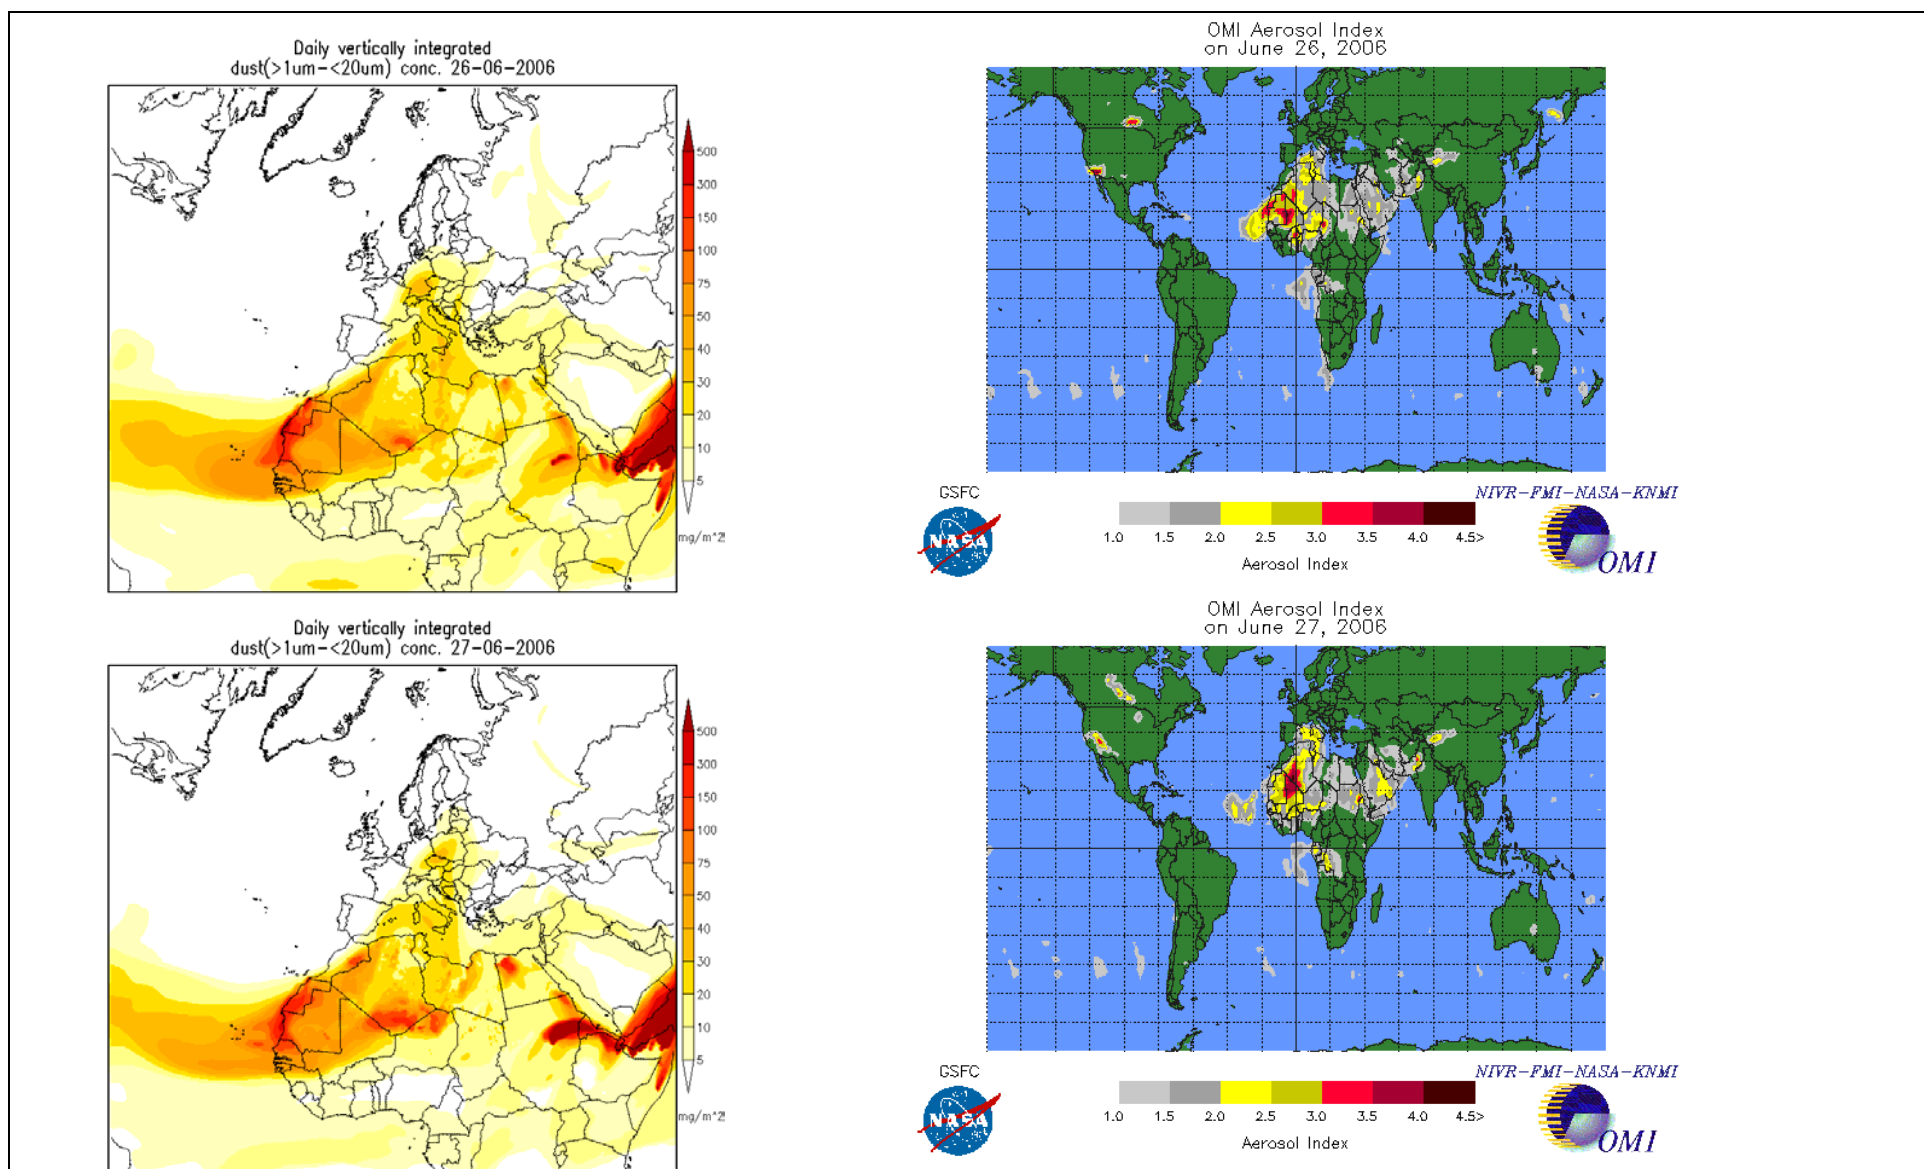 Daily vertically integrated
dust(>1um-<20um) conc. 26-06-2006
500
300
150
100
75
50
40
30
20
10
5
mg/m^2
OMI Aerosol Index
on June 26, 2006
GSFC
NASA
NIVR-FMI-NASA-KNMI
1.0 1.5 2.0 2.5 3.0 3.5 4.0 4.5>
Aerosol Index
OMI
Daily vertically integrated
dust(>1um-<20um) conc. 27-06-2006
500
300
150
100
75
50
40
30
20
10
5
mg/m^2
OMI Aerosol Index
on June 27, 2006
GSFC
NASA
NIVR-FMI-NASA-KNMI
1.0 1.5 2.0 2.5 3.0 3.5 4.0 4.5>
Aerosol Index
OMI